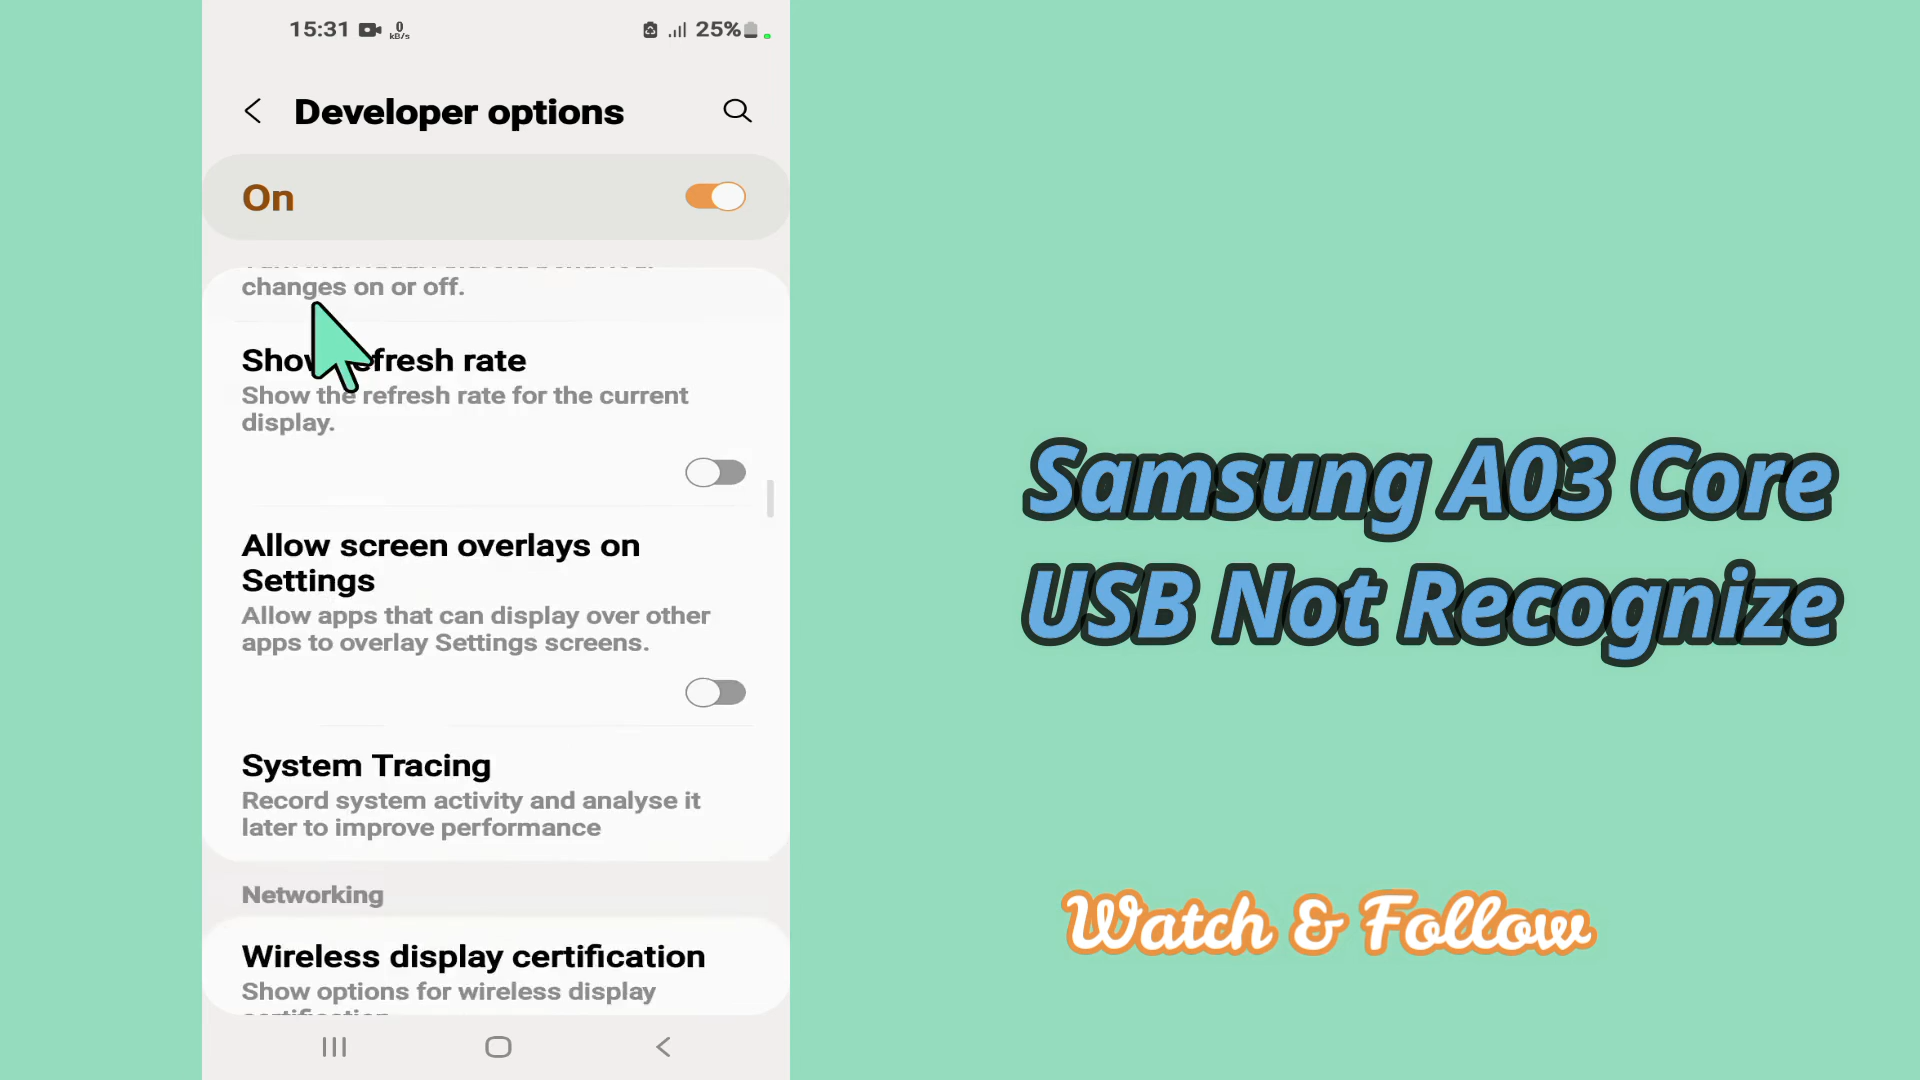 15:31
0
kB/s
25%
Developer options
On
changes on or off.
Show refresh rate
Show the refresh rate for the current
display.
Allow screen overlays on
Settings
Allow apps that can display over other
apps to overlay Settings screens.
System Tracing
Record system activity and analyse it
later to improve performance
Networking
Wireless display certification
Show options for wireless display
certification
Samsung A03 Core
USB Not Recognize
Watch & Follow